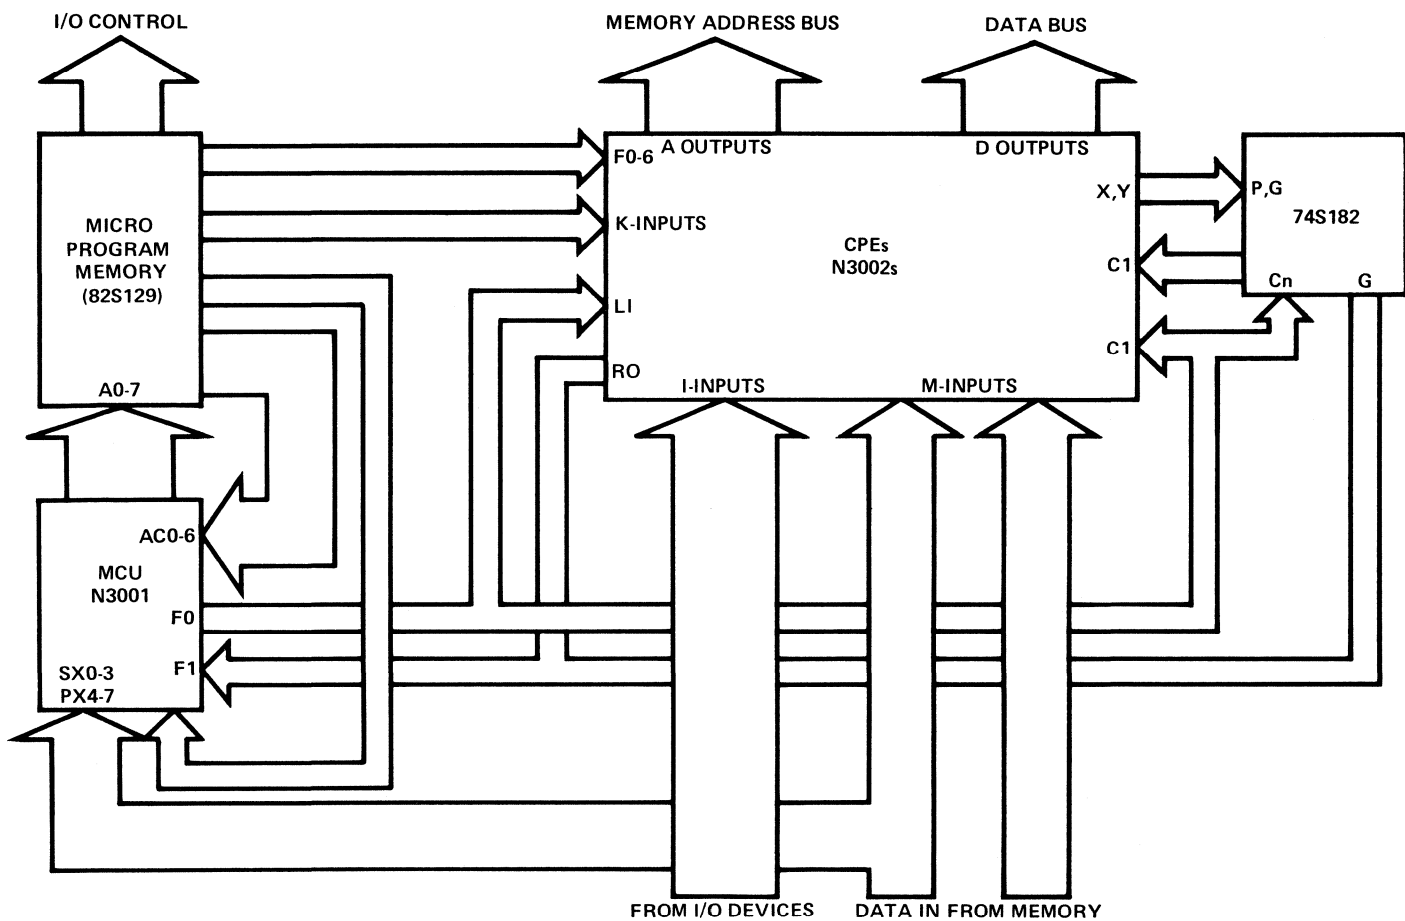 I/O CONTROL
MEMORY ADDRESS BUS
DATA BUS
MICRO
PROGRAM
MEMORY
(82S129)
A0-7
F0-6
K-INPUTS
LI
RO
A OUTPUTS
D OUTPUTS
CPEs
N3002s
X,Y
C1
C1
I-INPUTS
M-INPUTS
P,G
74S182
Cn
G
AC0-6
MCU
N3001
F0
F1
SX0-3
PX4-7
FROM I/O DEVICES
DATA IN FROM MEMORY